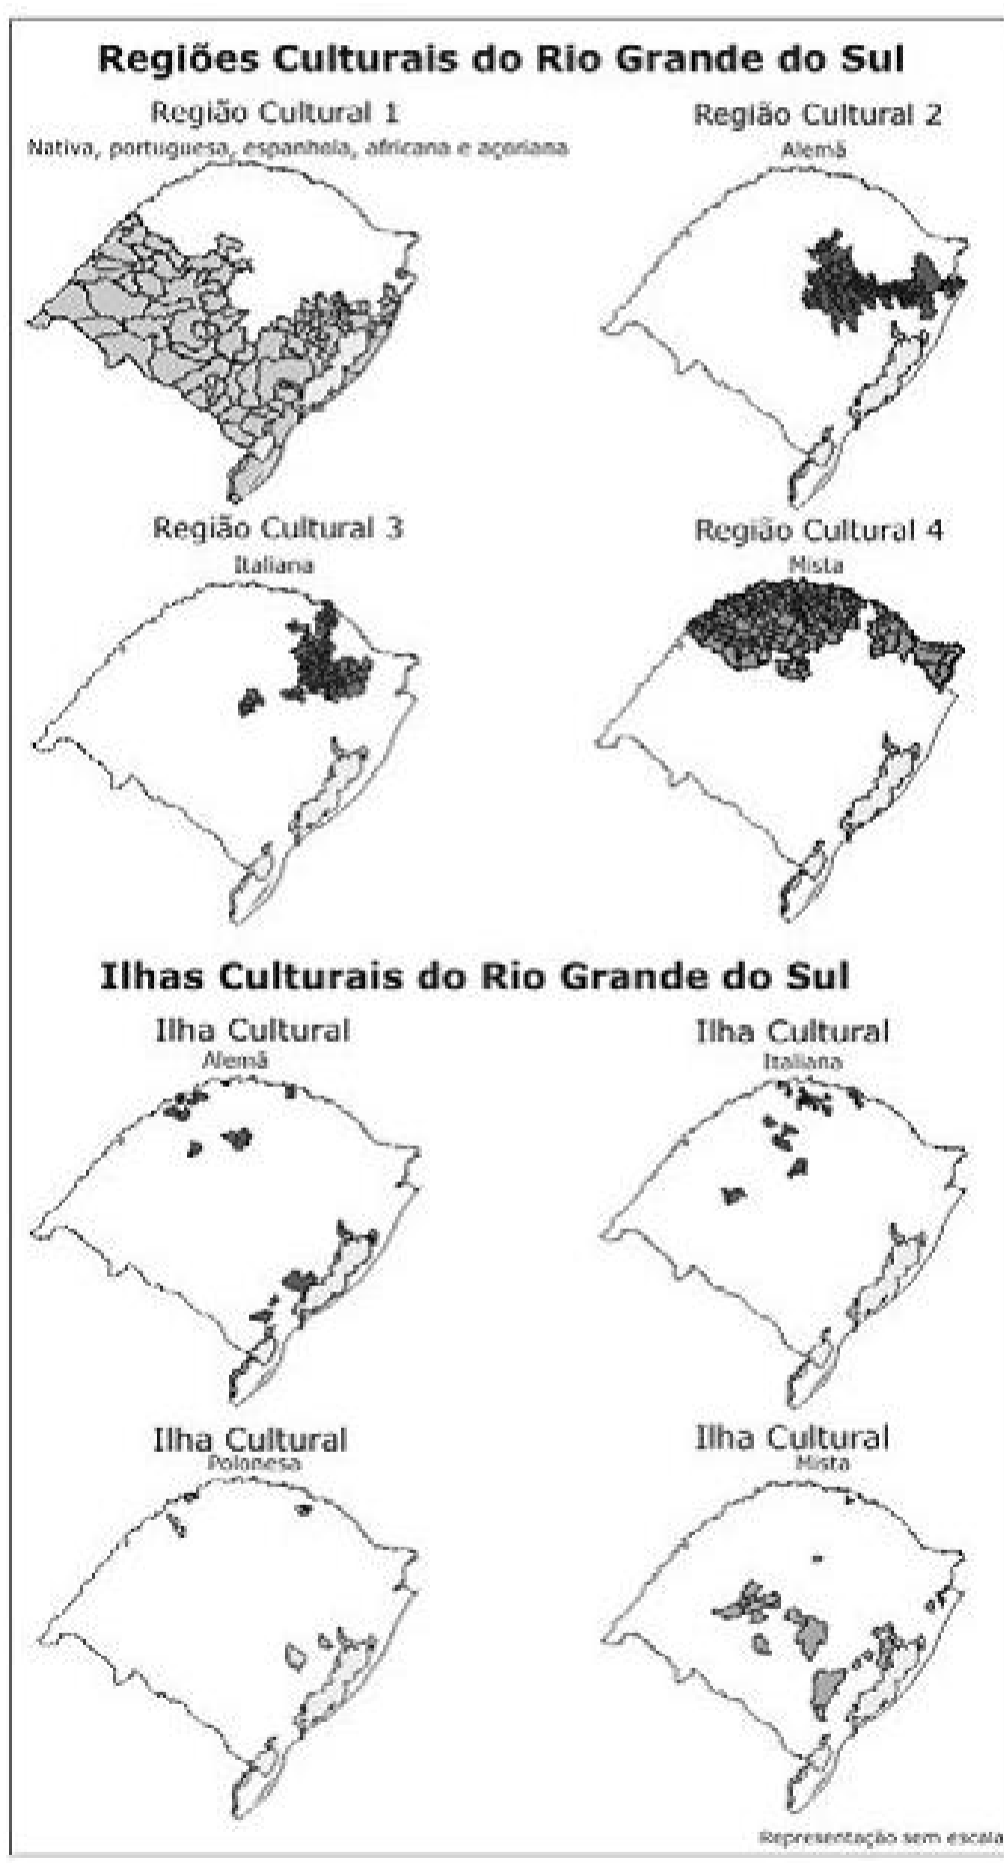 Regiões Culturais do Rio Grande do Sul
Região Cultural 1
Nativa, portuguesa, espanhola, africana e açoriana
Região Cultural 2
Alemã
Região Cultural 3
Italiana
Região Cultural 4
Mista
Ilhas Culturais do Rio Grande do Sul
Ilha Cultural
Alemã
Ilha Cultural
Italiana
Ilha Cultural
Polonesa
Ilha Cultural
Mista
Representação sem escala